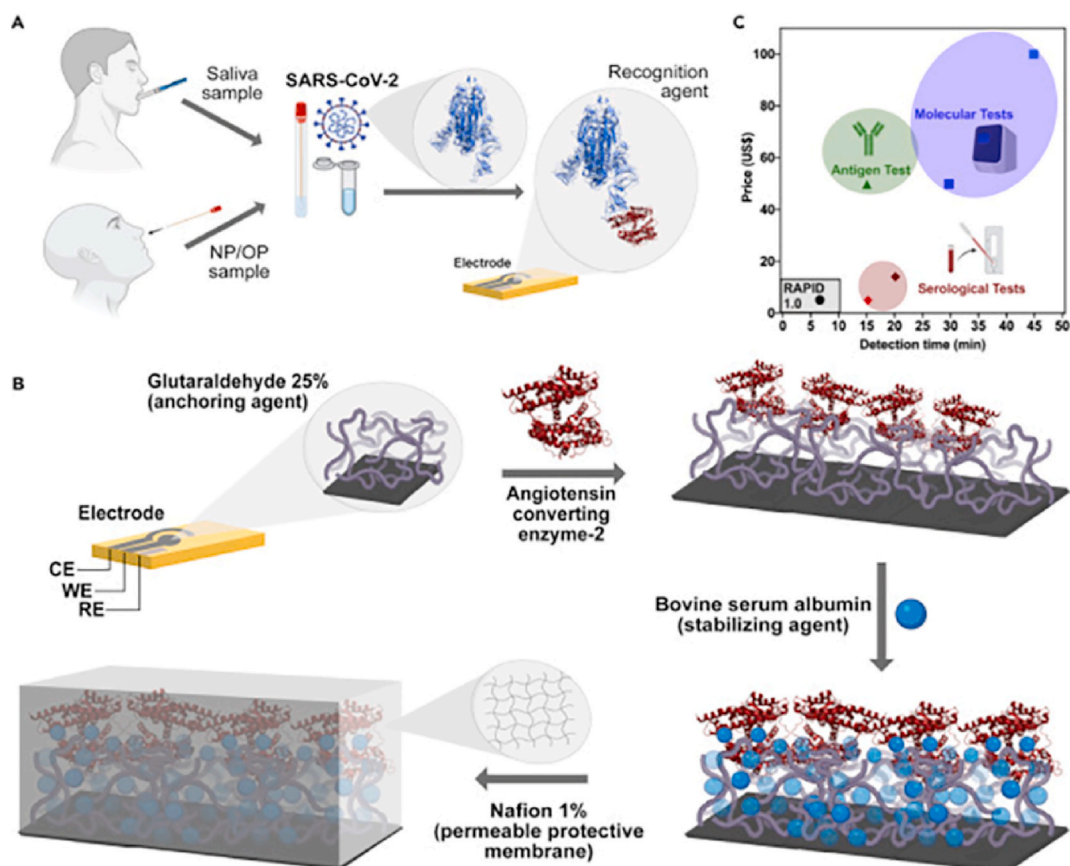 A
Saliva
sample
NP/OP
sample
SARS-CoV-2
Recognition
agent
Electrode
C
Price (US$)
100
80
60
40
20
0
Molecular Tests
Antigen Test
Serological Tests
RAPID
1.0
0 5 10 15 20 25 30 35 40 45 50
Detection time (min)
B
Glutaraldehyde 25%
(anchoring agent)
Electrode
CE
WE
RE
Angiotensin
converting
enzyme-2
Bovine serum albumin
(stabilizing agent)
Nafion 1%
(permeable protective
membrane)